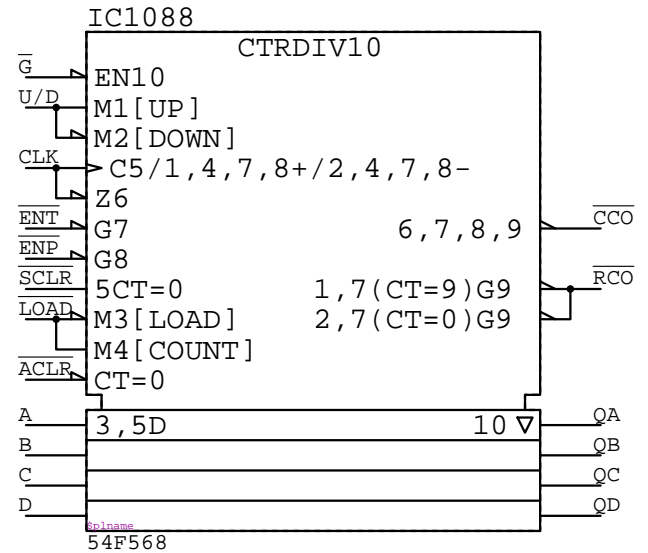 IC1088
CTRDIV10
G EN10
U/D M1[UP]
M2[DOWN]
CLK C5/1,4,7,8+/2,4,7,8-
Z6
ENT G7 6,7,8,9 CCO
ENP G8
SCLR 5CT=0 1,7(CT=9)G9 RCO
LOAD M3[LOAD] 2,7(CT=0)G9
M4[COUNT]
ACLR CT=0
A 3,5D 10 ▽ QA
B QB
C QC
D QD
$plname
54F568